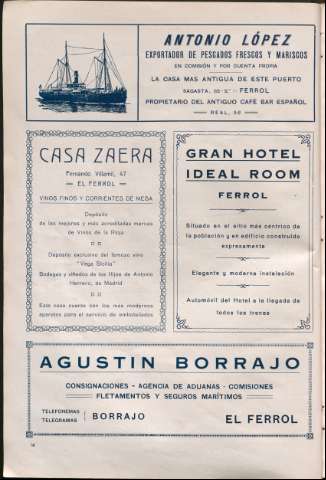 ANTONIO LÓPEZ
EXPORTADOR DE PESCADOS FRESCOS Y MARISCOS
EN COMISIÓN Y POR CUENTA PROPIA
LA CASA MAS ANTIGUA DE ESTE PUERTO
FERROL
PROPIETARIO DEL ANTIGUO CAFÉ BAR ESPAÑOL
REAL, 50
CASA ZAERA
Fernando Villamil, 47
— EL FERROL —
VINOS FINOS Y CORRIENTES DE MESA
Depósito
de las mejores y más acreditadas marcas
de Vinos de la Rioja
Depósito exclusivo del famoso vino
"Vega Sicilia"
Bodegas y viñedos de los Hijos de Antonio
Herrero, de Madrid
Esta casa cuenta con los más modernos
aparatos para el servicio de embotellados
GRAN HOTEL
IDEAL ROOM
FERROL
Situado en el sitio más céntrico de
la población y en edificio construido
expresamente
Elegante y moderna instalación
Automóvil del Hotel a la llegada de
todos los trenes
AGUSTIN BORRAJO
CONSIGNACIONES - AGENCIA DE ADUANAS - COMISIONES
FLETAMENTOS Y SEGUROS MARÍTIMOS
TELEFONEMAS
TELEGRAMAS
BORRAJO
EL FERROL